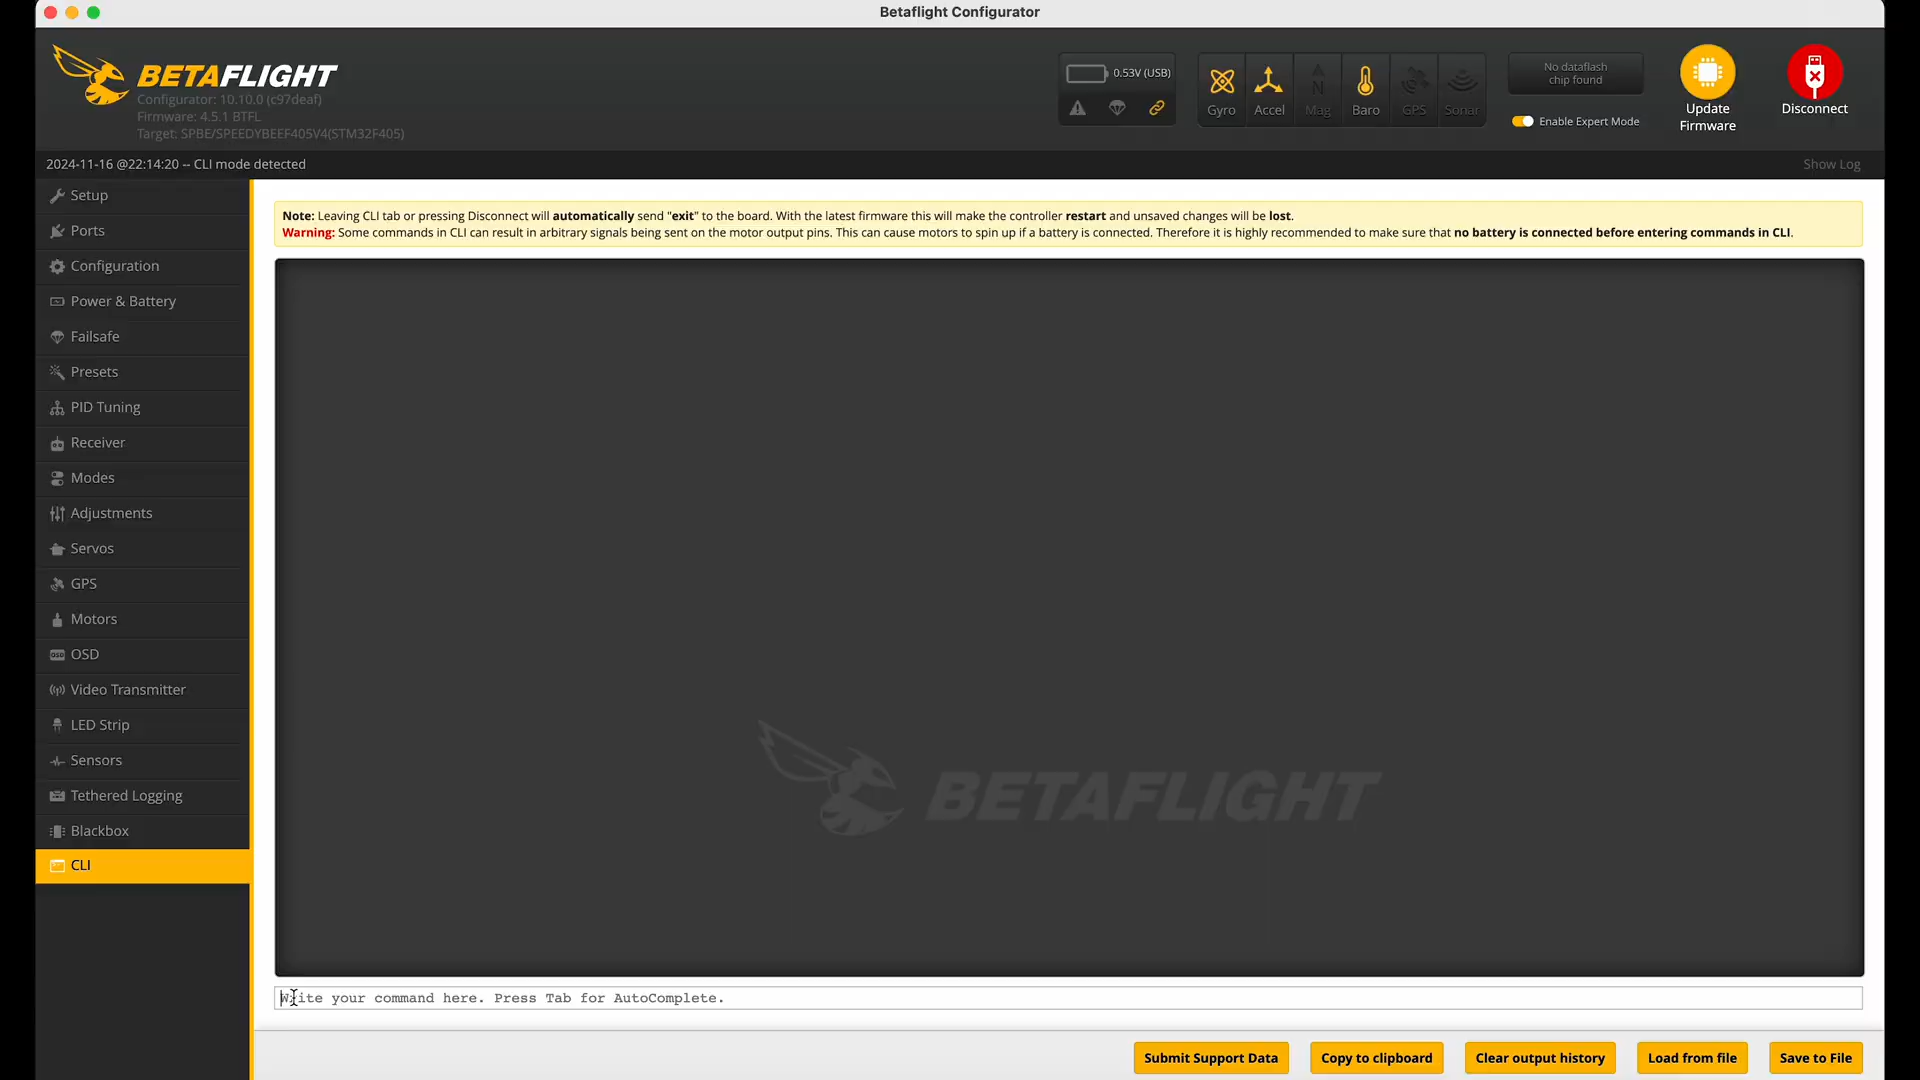 Betaflight Configurator
BETAFLIGHT
Configurator: 10.10.0 (c97deaf)
Firmware: 4.5.1 BTFL
Target: SPBE/SPEEDYBEEF405V4(STM32F405)
0.53V (USB)
Gyro
Accel
Mag
Baro
GPS
Sonar
No dataflash
chip found
Enable Expert Mode
Update
Firmware
Disconnect
2024-11-16 @22:14:20 -- CLI mode detected
Show Log
Setup
Ports
Configuration
Power & Battery
Failsafe
Presets
PID Tuning
Receiver
Modes
Adjustments
Servos
GPS
Motors
OSD
Video Transmitter
LED Strip
Sensors
Tethered Logging
Blackbox
CLI
Note: Leaving CLI tab or pressing Disconnect will automatically send "exit" to the board. With the latest firmware this will make the controller restart and unsaved changes will be lost.
Warning: Some commands in CLI can result in arbitrary signals being sent on the motor output pins. This can cause motors to spin up if a battery is connected. Therefore it is highly recommended to make sure that no battery is connected before entering commands in CLI.
BETAFLIGHT
Write your command here. Press Tab for AutoComplete.
Submit Support Data
Copy to clipboard
Clear output history
Load from file
Save to File